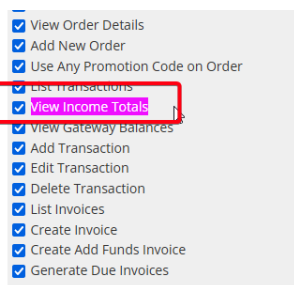 View Order Details
Add New Order
Use Any Promotion Code on Order
List Transactions
View Income Totals
View Gateway Balances
Add Transaction
Edit Transaction
Delete Transaction
List Invoices
Create Invoice
Create Add Funds Invoice
Generate Due Invoices